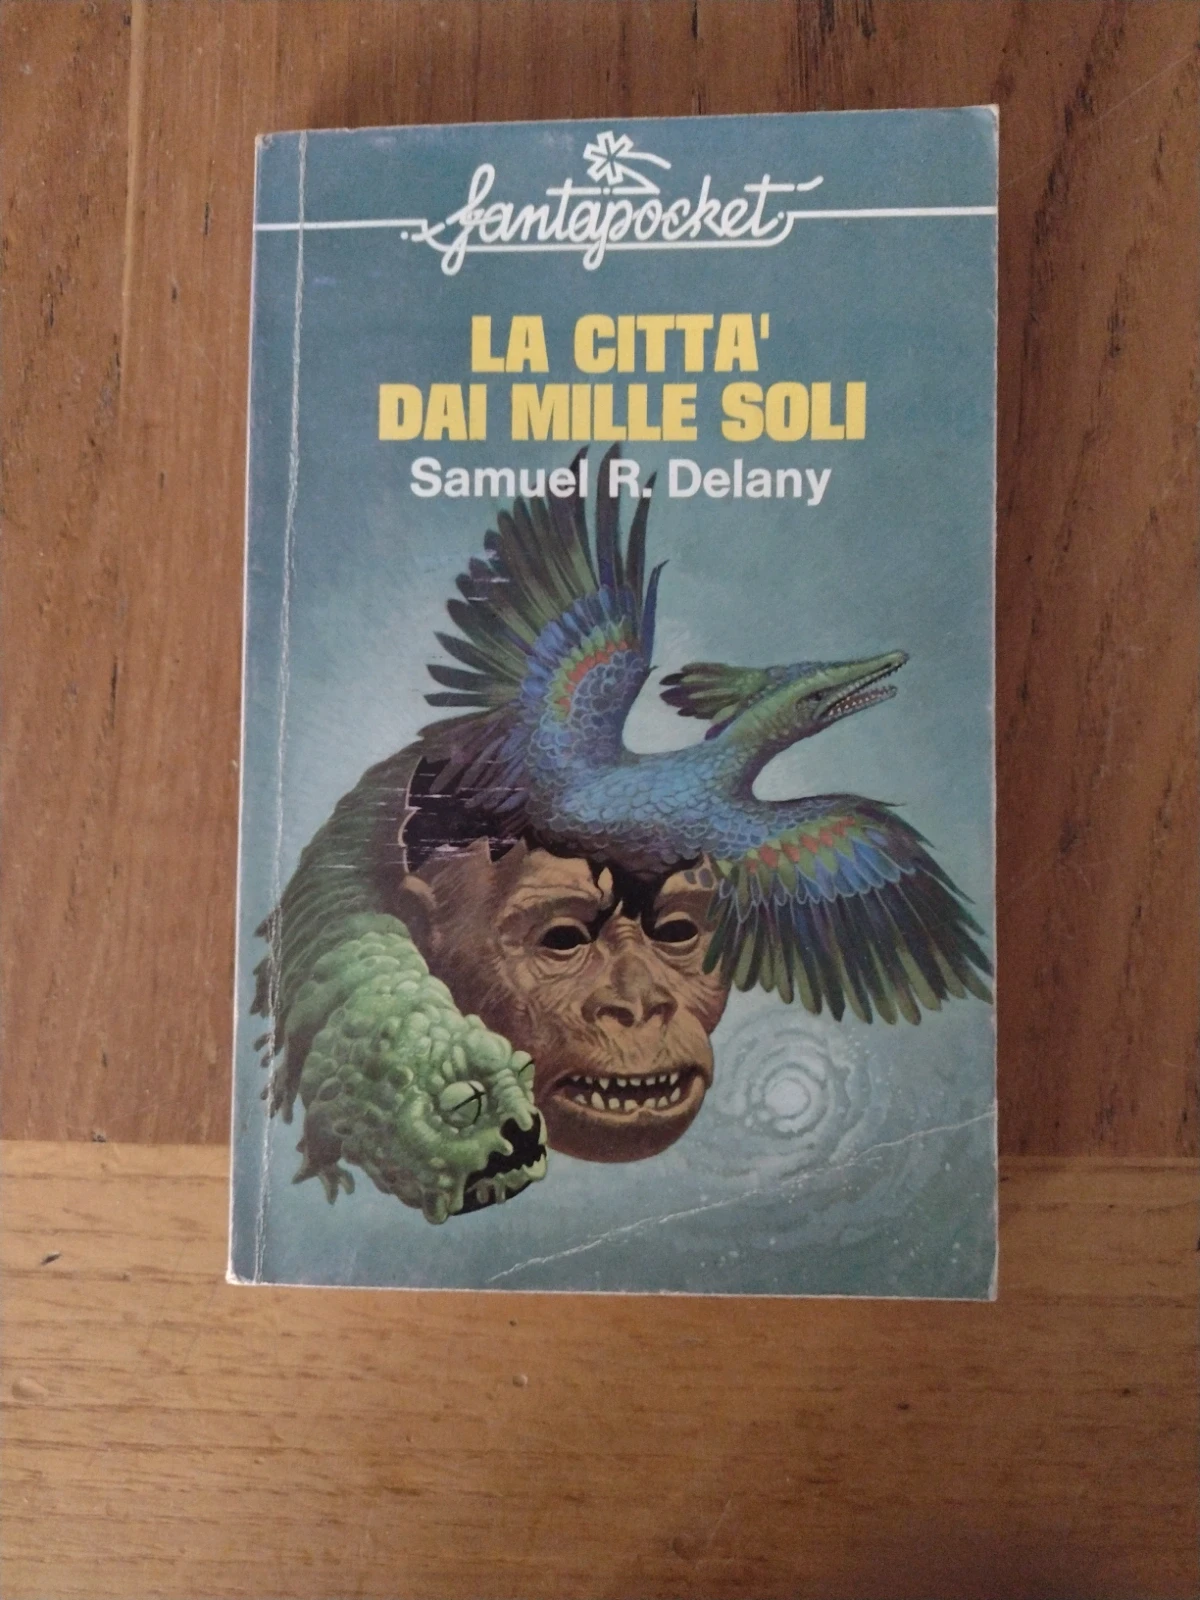 fantapocket
LA CITTA'
DAI MILLE SOLI
Samuel R. Delany